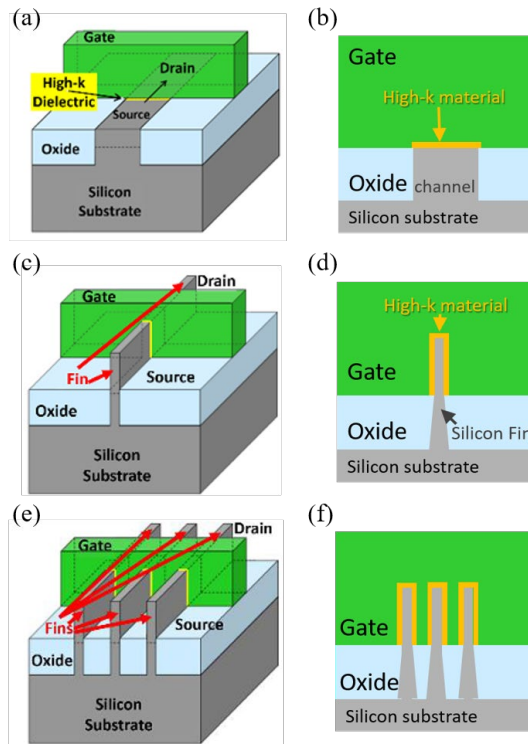 (a)
Gate
Drain
High-k
Dielectric
Source
Oxide
Silicon
Substrate
(b)
Gate
High-k material
Oxide
channel
Silicon substrate
(c)
Drain
Gate
Fin
Source
Oxide
Silicon
Substrate
(d)
High-k material
Gate
Oxide
Silicon Fin
Silicon substrate
(e)
Drain
Gate
Fins
Source
Oxide
Silicon
Substrate
(f)
Gate
Oxide
Silicon substrate